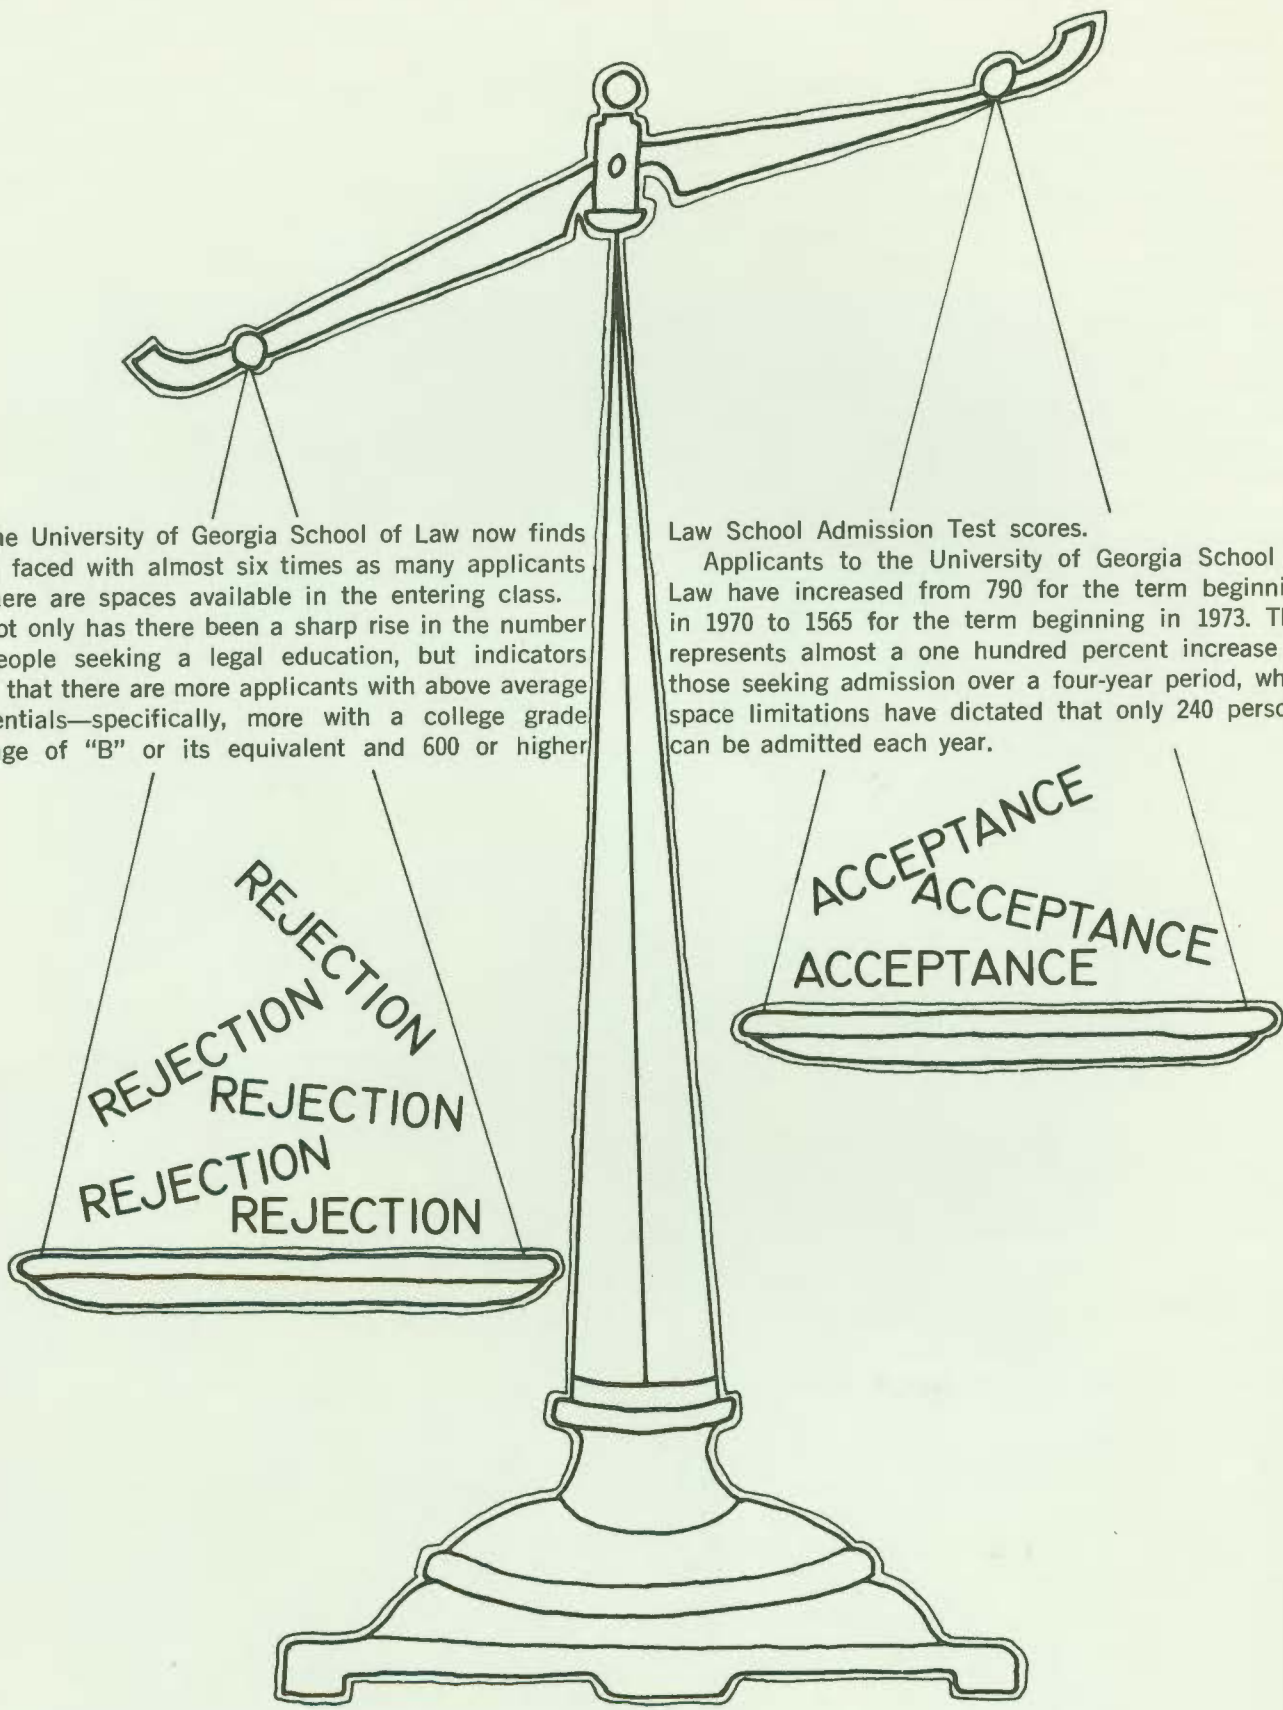 he University of Georgia School of Law now finds
faced with almost six times as many applicants
here are spaces available in the entering class.
ot only has there been a sharp rise in the number
eople seeking a legal education, but indicators
that there are more applicants with above average
entials—specifically, more with a college grade
age of "B" or its equivalent and 600 or higher
Law School Admission Test scores.
Applicants to the University of Georgia School
Law have increased from 790 for the term beginni
in 1970 to 1565 for the term beginning in 1973. Th
represents almost a one hundred percent increase
those seeking admission over a four-year period, whi
space limitations have dictated that only 240 perso
can be admitted each year.
REJECTION
REJECTION
REJECTION
REJECTION
REJECTION
ACCEPTANCE
ACCEPTANCE
ACCEPTANCE